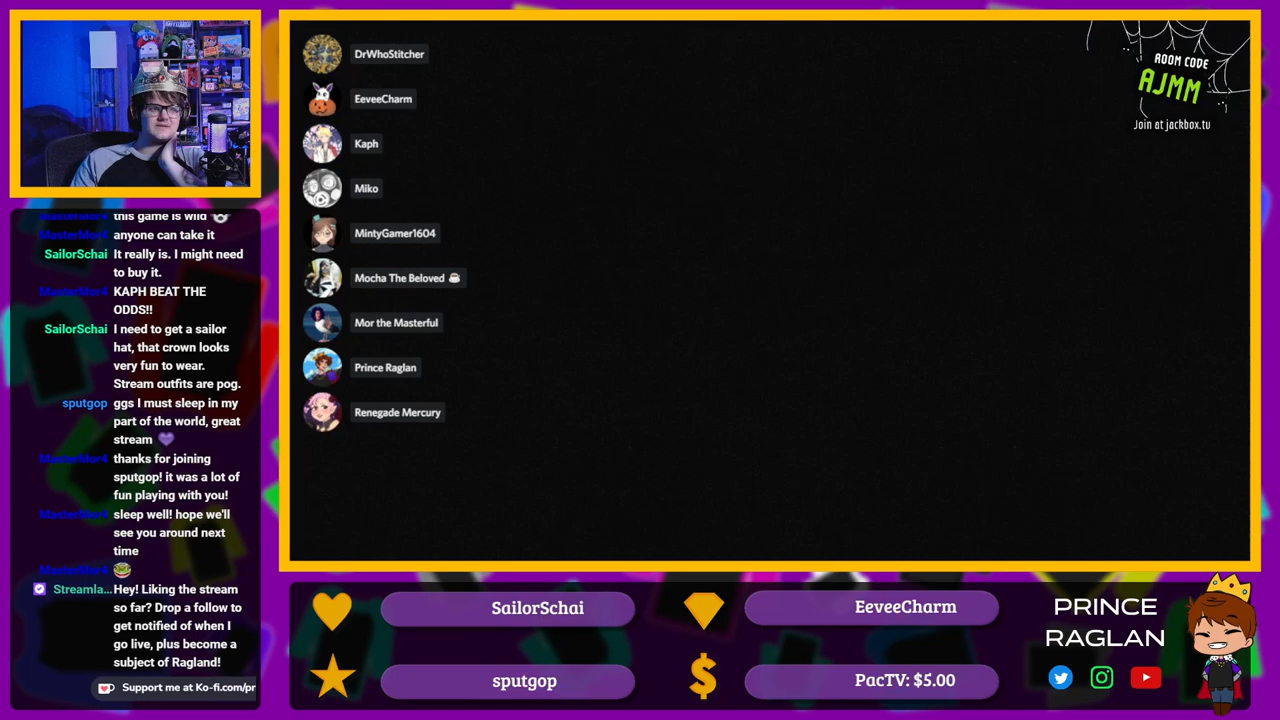 DrWhoStitcher
EeveeCharm
Kaph
Miko
MintyGamer1604
Mocha The Beloved
Mor the Masterful
Prince Raglan
Renegade Mercury
ROOM CODE
AJMM
Join at jackbox.tv
MasterMor4 this game is wild
MasterMor4 anyone can take it
SailorSchai It really is. I might need
to buy it.
MasterMor4 KAPH BEAT THE
ODDS!!
SailorSchai I need to get a sailor
hat, that crown looks
very fun to wear.
Stream outfits are pog.
sputgop ggs I must sleep in my
part of the world, great
stream 💜
MasterMor4 thanks for joining
sputgop! it was a lot of
fun playing with you!
MasterMor4 sleep well! hope we'll
see you around next
time
MasterMor4
Streamla... Hey! Liking the stream
so far? Drop a follow to
get notified of when I
go live, plus become a
subject of Ragland!
Support me at Ko-fi.com/pr
SailorSchai
EeveeCharm
sputgop
$ PacTV: $5.00
PRINCE
RAGLAN